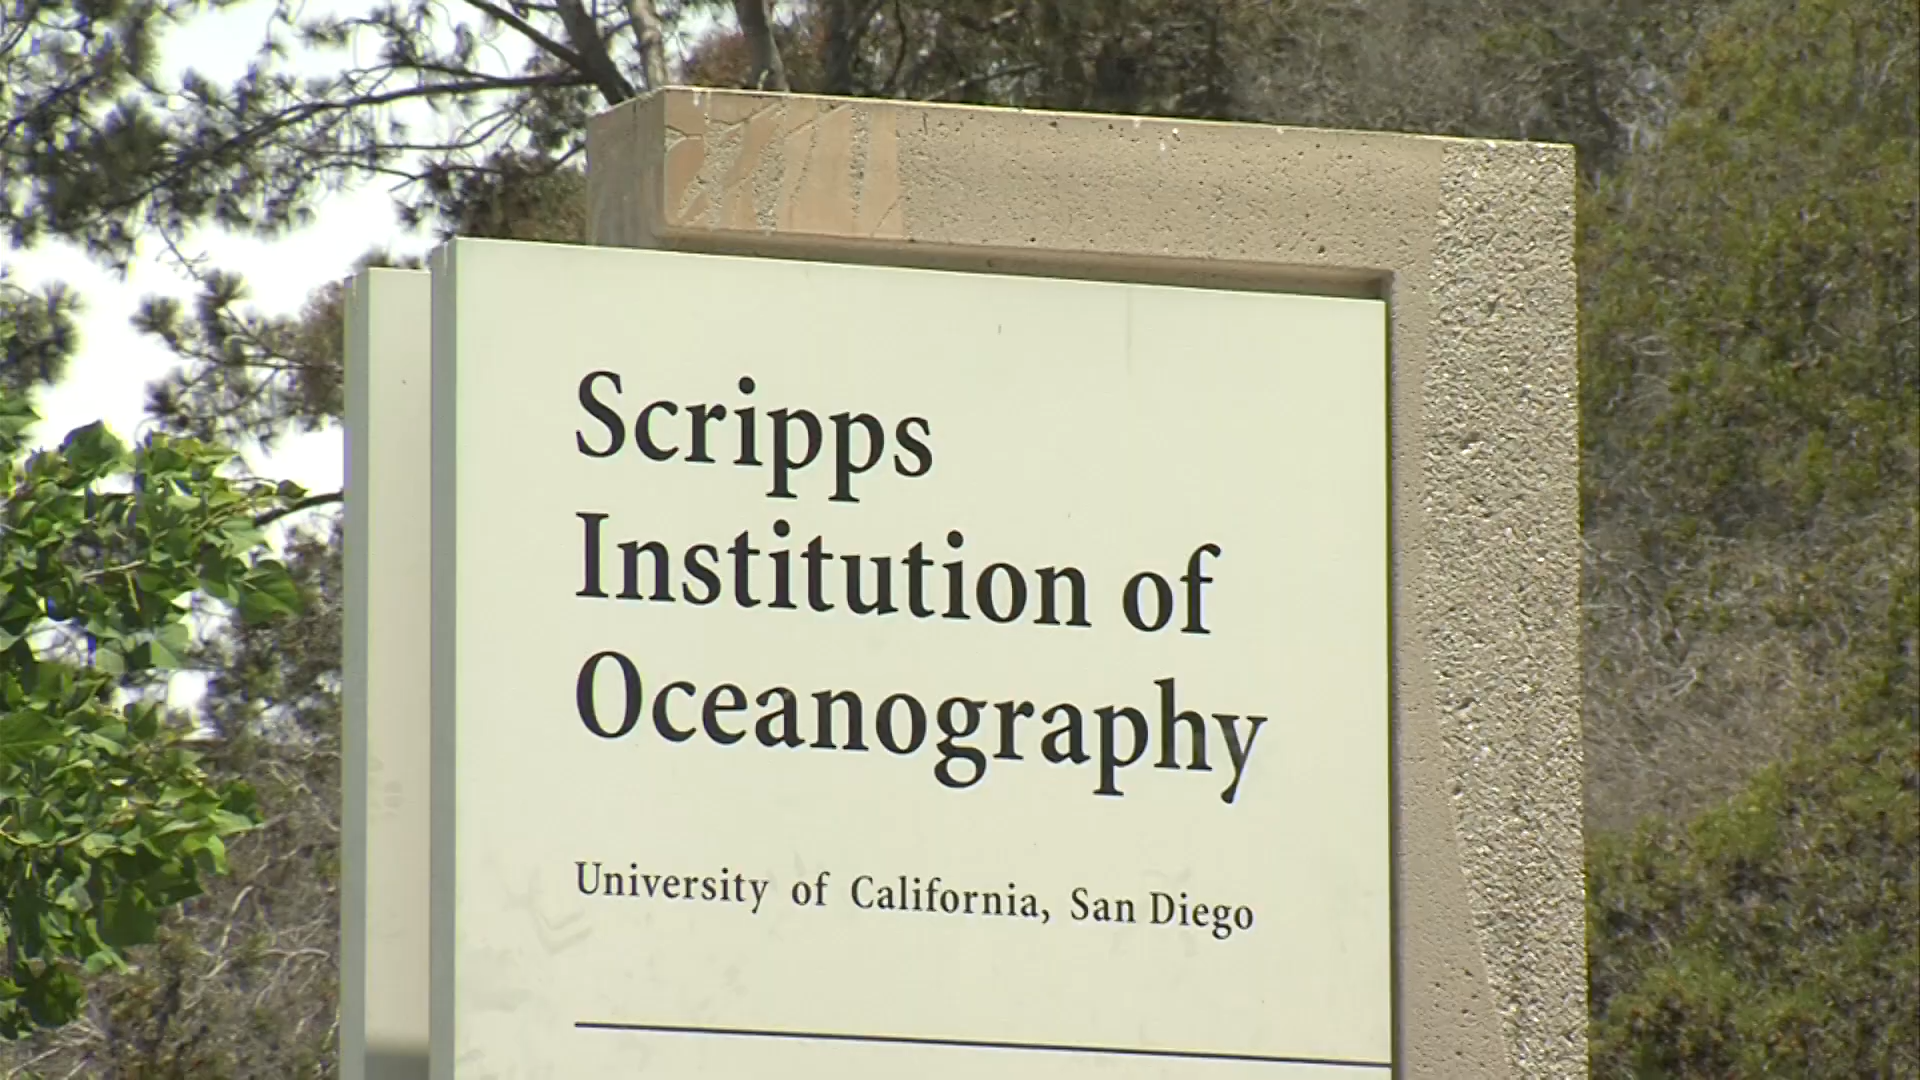 Scripps
Institution of
Oceanography
University of California, San Diego